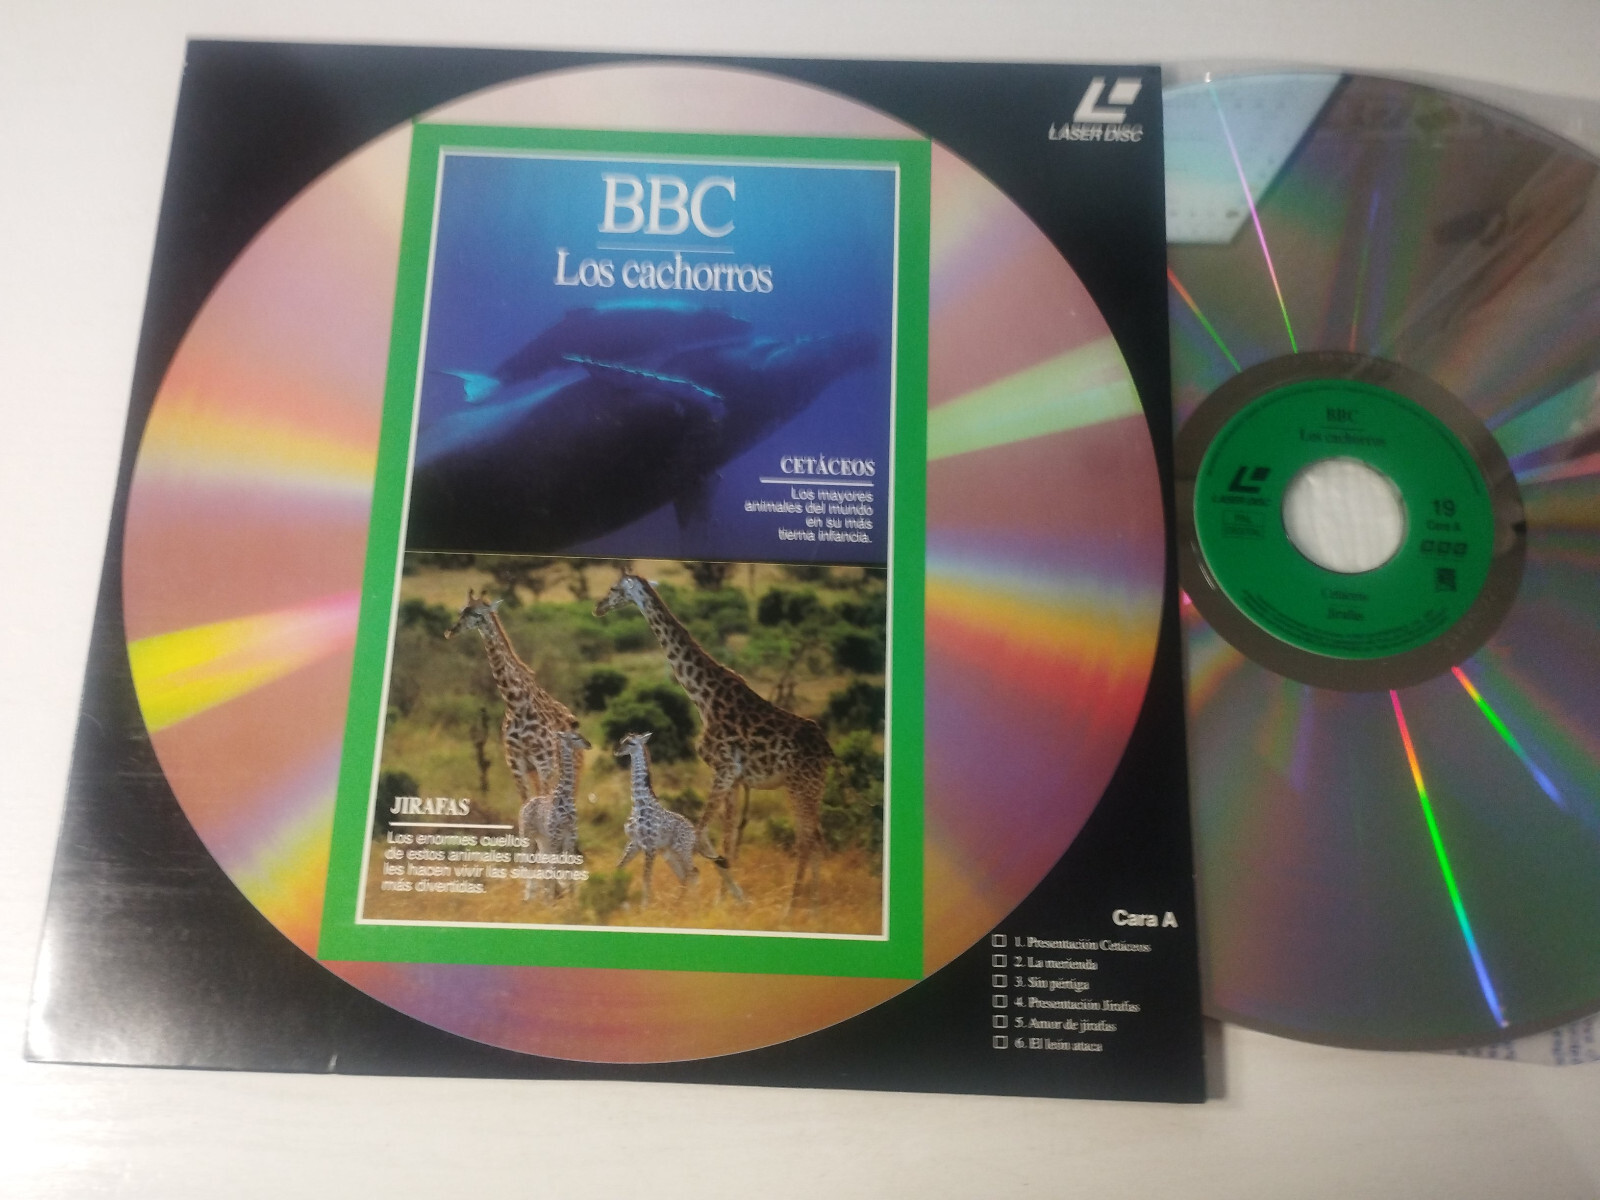 LASER DISC
BBC
Los cachorros
CETÁCEOS
Los mayores
animales del mundo
en su más
tierna infancia.
JIRAFAS
Los enormes cuellos
de estos animales moteados
les hacen vivir las situaciones
más divertidas.
Cara A
1. Presentación Cetáceos
2. La merienda
3. Sin pértiga
4. Presentación Jirafas
5. Amor de jirafas
6. El león ataca
BBC
Los cachorros
LASER DISC
19
Cara A
BBC
Cetáceos
Jirafas